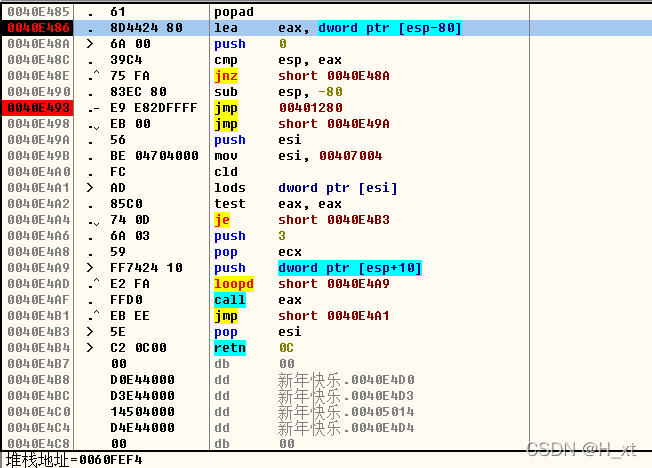 0040E485 . 61 popad
0040E486 . 8D4424 80 lea eax, dword ptr [esp-80]
0040E48A > 6A 00 push 0
0040E48C . 39C4 cmp esp, eax
0040E48E .^ 75 FA jnz short 0040E48A
0040E490 . 83EC 80 sub esp, -80
0040E493 .- E9 E82DFFFF jmp 00401280
0040E498 .⌄ EB 00 jmp short 0040E49A
0040E49A . 56 push esi
0040E49B . BE 04704000 mov esi, 00407004
0040E4A0 . FC cld
0040E4A1 > AD lods dword ptr [esi]
0040E4A2 . 85C0 test eax, eax
0040E4A4 .⌄ 74 0D je short 0040E4B3
0040E4A6 . 6A 03 push 3
0040E4A8 . 59 pop ecx
0040E4A9 > FF7424 10 push dword ptr [esp+10]
0040E4AD .^ E2 FA loopd short 0040E4A9
0040E4AF . FFD0 call eax
0040E4B1 .^ EB EE jmp short 0040E4A1
0040E4B3 > 5E pop esi
0040E4B4 > C2 0C00 retn 0C
0040E4B7 00 db 00
0040E4B8 D0E44000 dd 新年快乐.0040E4D0
0040E4BC D3E44000 dd 新年快乐.0040E4D3
0040E4C0 14504000 dd 新年快乐.00405014
0040E4C4 D4E44000 dd 新年快乐.0040E4D4
0040E4C8 00 db 00
堆栈地址=0060FEF4
CSDN @H_xt